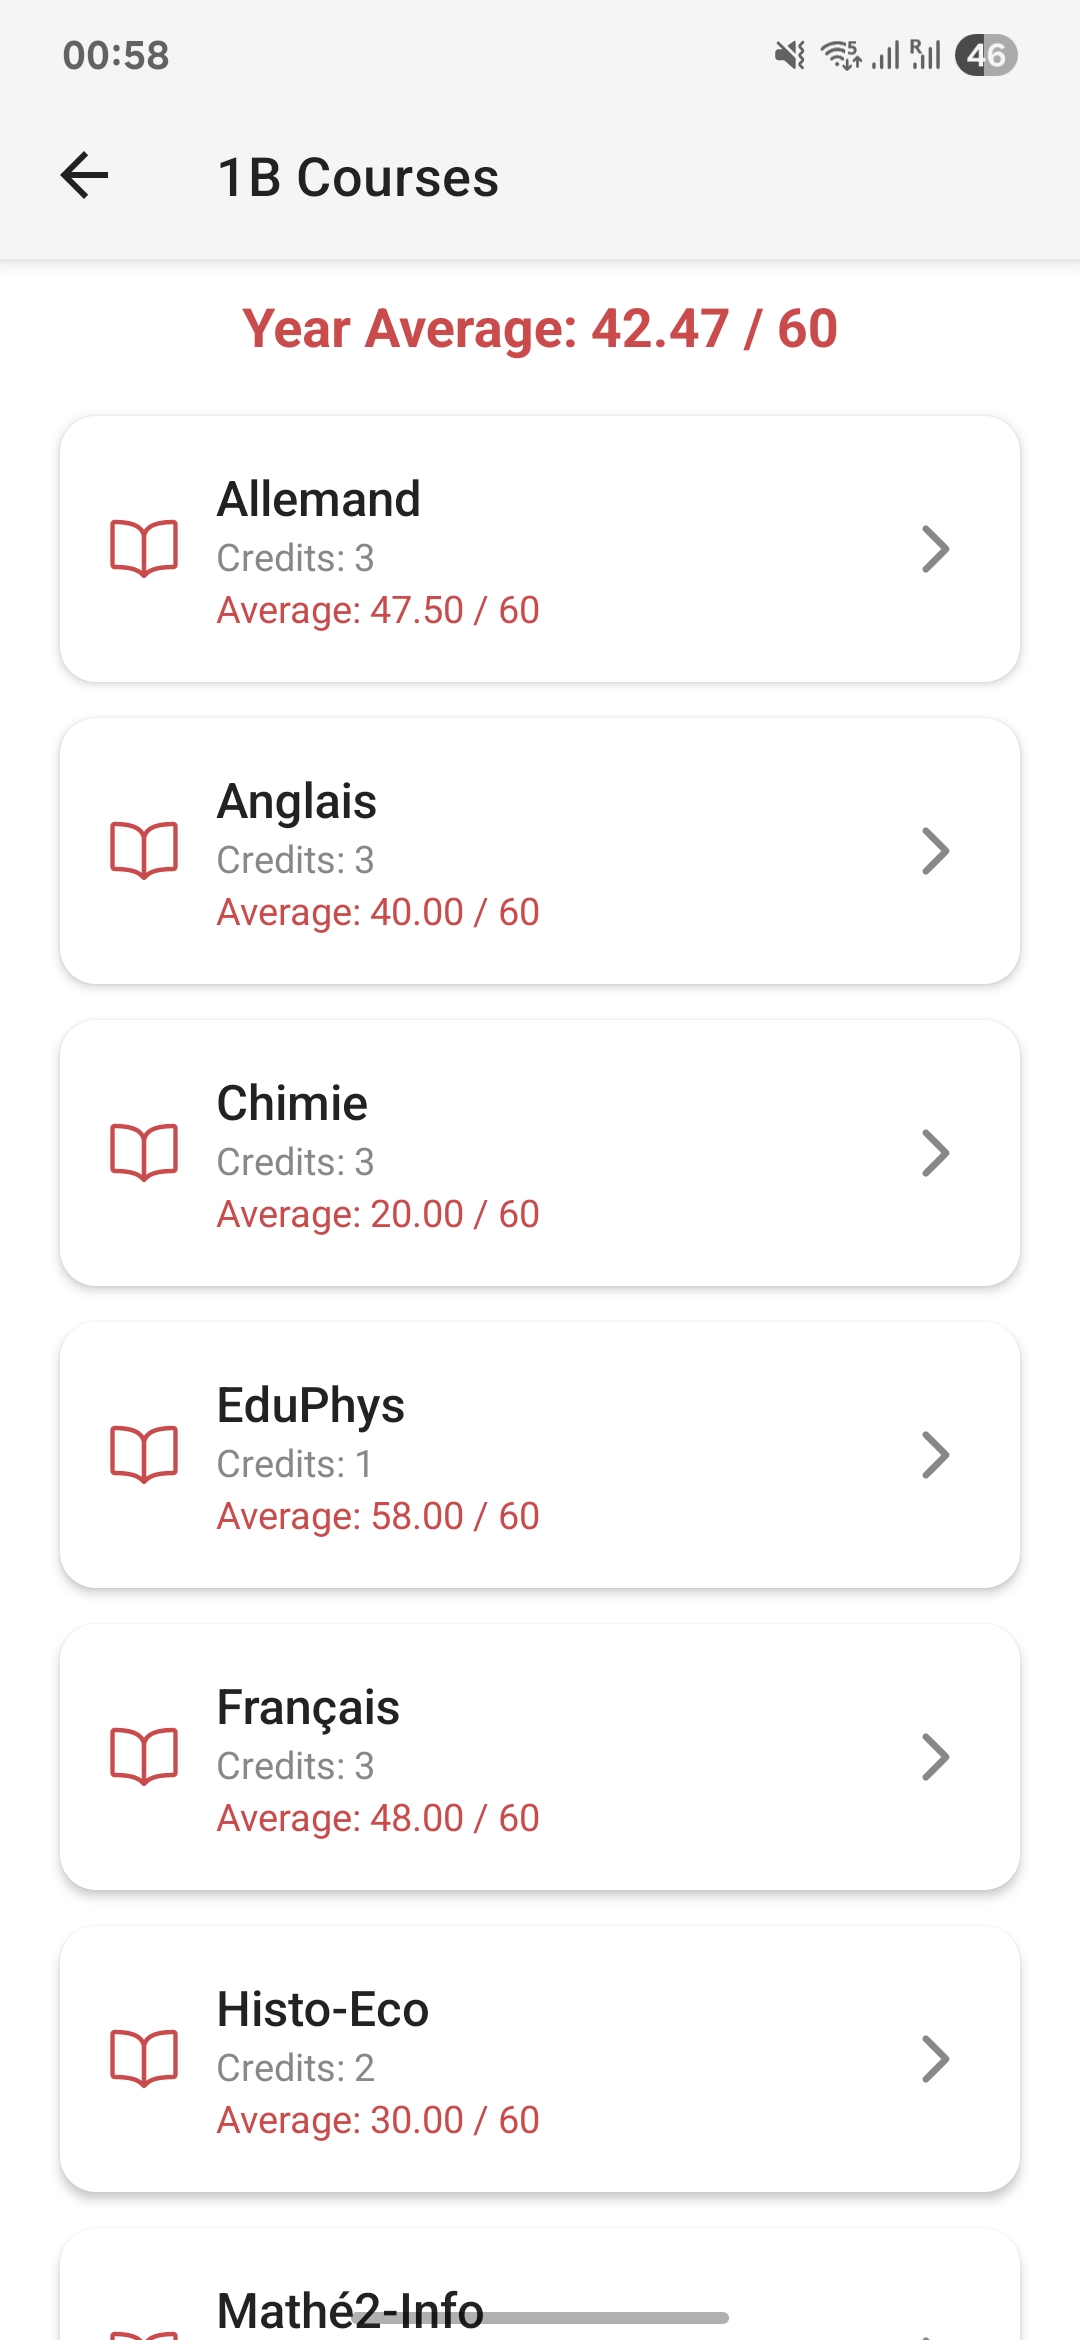 00:58
5 R 46
1B Courses
Year Average: 42.47 / 60
Allemand
Credits: 3
Average: 47.50 / 60
Anglais
Credits: 3
Average: 40.00 / 60
Chimie
Credits: 3
Average: 20.00 / 60
EduPhys
Credits: 1
Average: 58.00 / 60
Français
Credits: 3
Average: 48.00 / 60
Histo-Eco
Credits: 2
Average: 30.00 / 60
Mathé2-Info